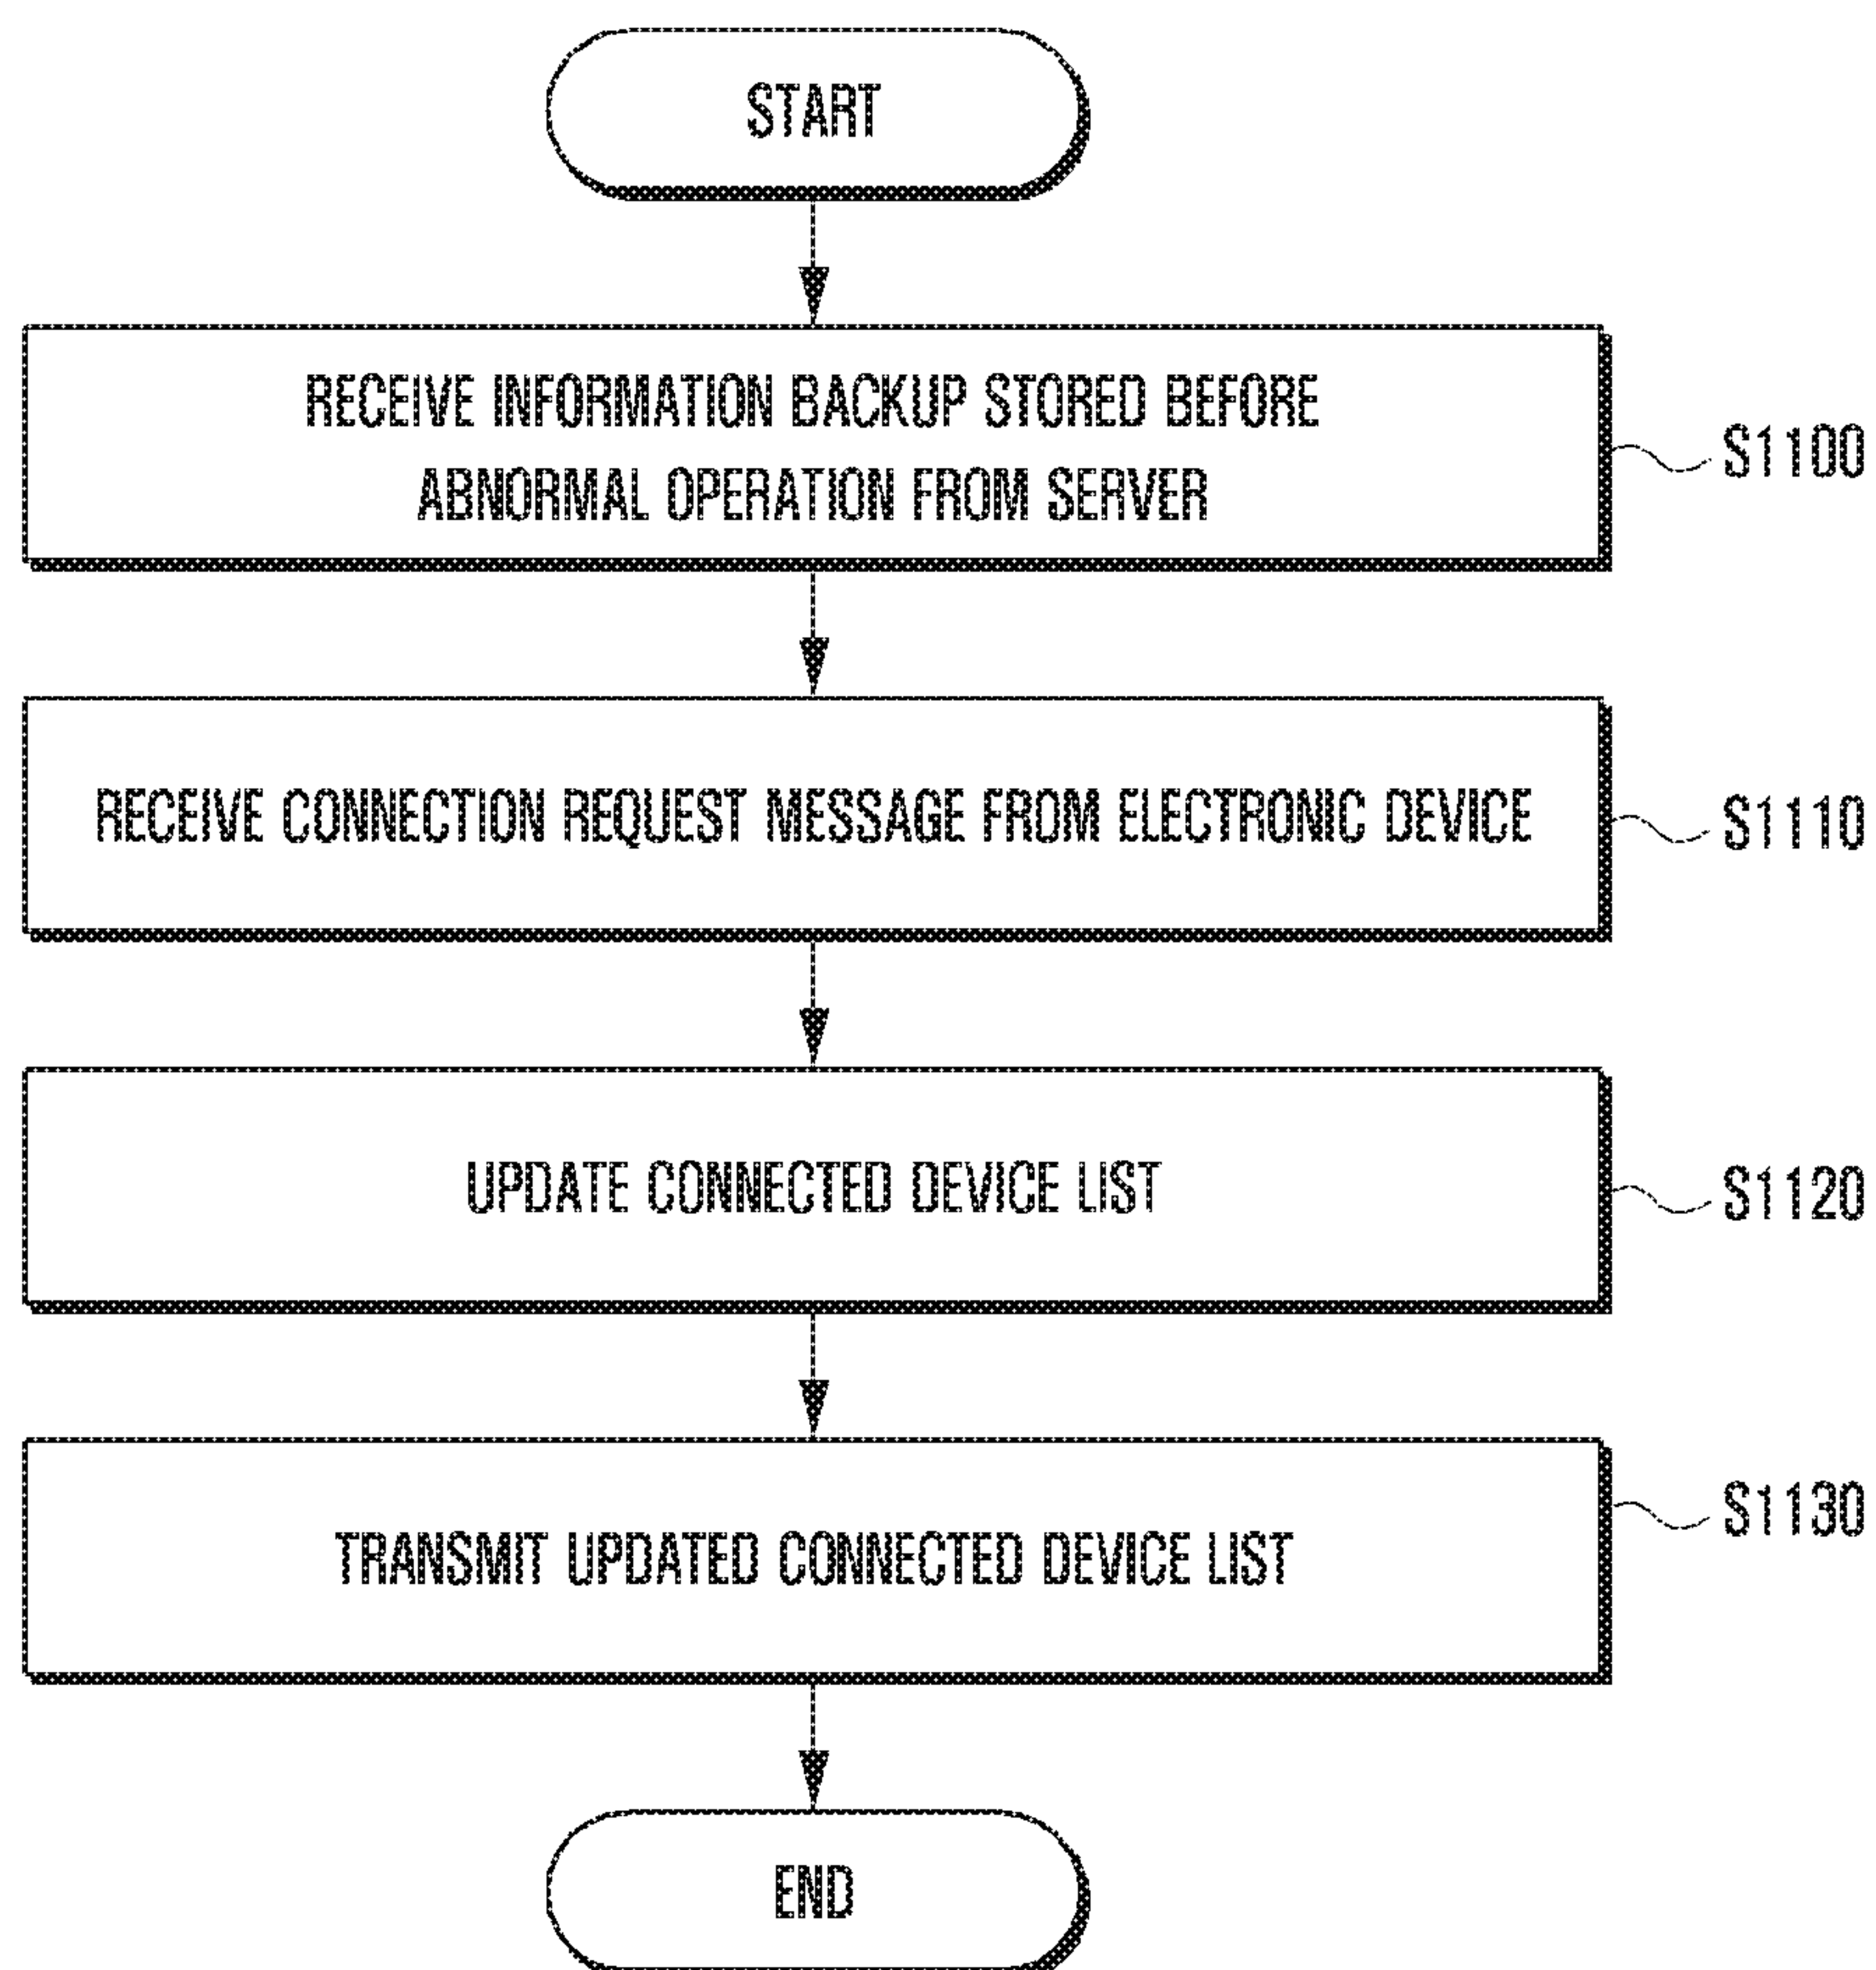 START
RECEIVE INFORMATION BACKUP STORED BEFORE
ABNORMAL OPERATION FROM SERVER
S1100
RECEIVE CONNECTION REQUEST MESSAGE FROM ELECTRONIC DEVICE
S1110
UPDATE CONNECTED DEVICE LIST
S1120
TRANSMIT UPDATED CONNECTED DEVICE LIST
S1130
END